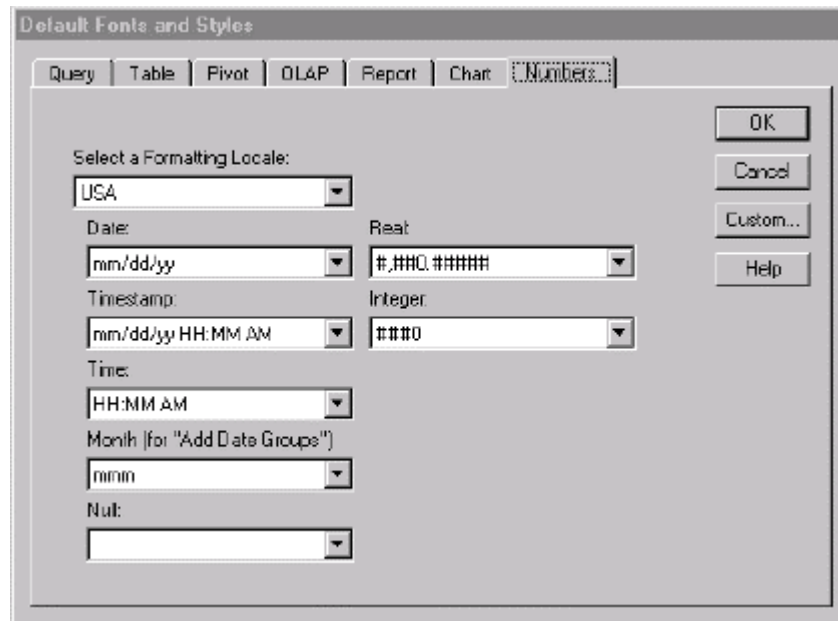 Default Fonts and Styles
Query Table Pivot OLAP Report Chart Numbers
OK
Select a Formatting Locale:
Cancel
USA
Custom...
Date: Real:
mm/dd/yy #,##0.#####
Help
Timestamp: Integer:
mm/dd/yy HH:MM AM ###0
Time:
HH:MM AM
Month (for "Add Date Groups")
mmm
Null: